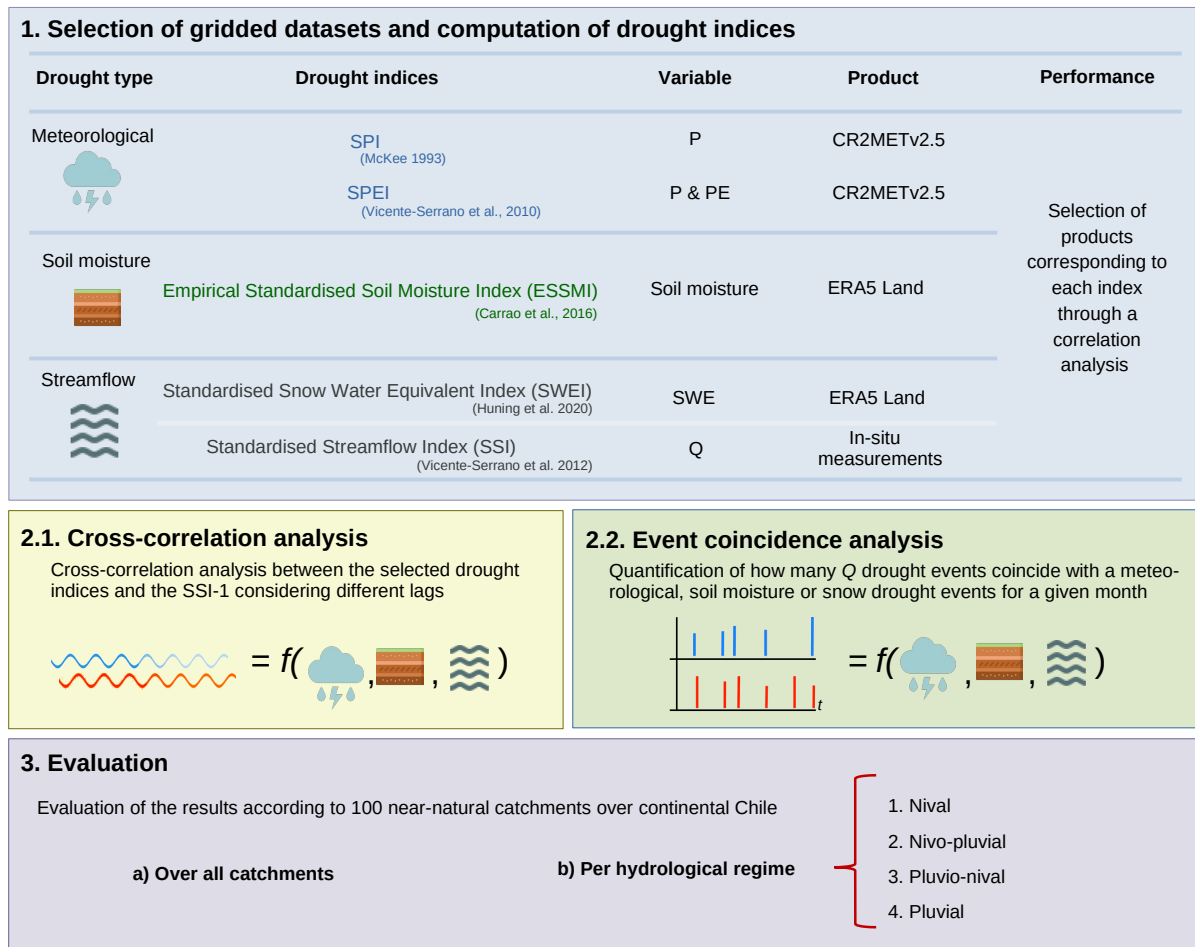 1. Selection of gridded datasets and computation of drought indices
Drought type Drought indices Variable Product Performance
Meteorological
SPI P CR2METv2.5
(McKee 1993)
SPEI P & PE CR2METv2.5
(Vicente-Serrano et al., 2010)
Soil moisture
Empirical Standardised Soil Moisture Index (ESSMI) Soil moisture ERA5 Land
(Carrao et al., 2016)
Streamflow
Standardised Snow Water Equivalent Index (SWEI) SWE ERA5 Land
(Huning et al. 2020)
Standardised Streamflow Index (SSI) Q In-situ
measurements
(Vicente-Serrano et al. 2012)
Selection of
products
corresponding to
each index
through a
correlation
analysis
2.1. Cross-correlation analysis
Cross-correlation analysis between the selected drought
indices and the SSI-1 considering different lags
= f( , , )
2.2. Event coincidence analysis
Quantification of how many Q drought events coincide with a meteo-
rological, soil moisture or snow drought events for a given month
t
= f( , , )
3. Evaluation
Evaluation of the results according to 100 near-natural catchments over continental Chile
a) Over all catchments
b) Per hydrological regime
1. Nival
2. Nivo-pluvial
3. Pluvio-nival
4. Pluvial